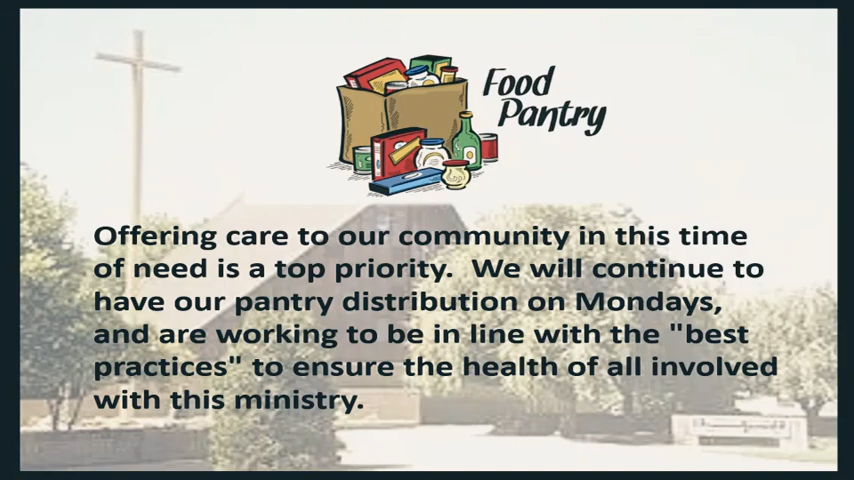 Food
Pantry
Offering care to our community in this time
of need is a top priority.  We will continue to
have our pantry distribution on Mondays,
and are working to be in line with the "best
practices" to ensure the health of all involved
with this ministry.